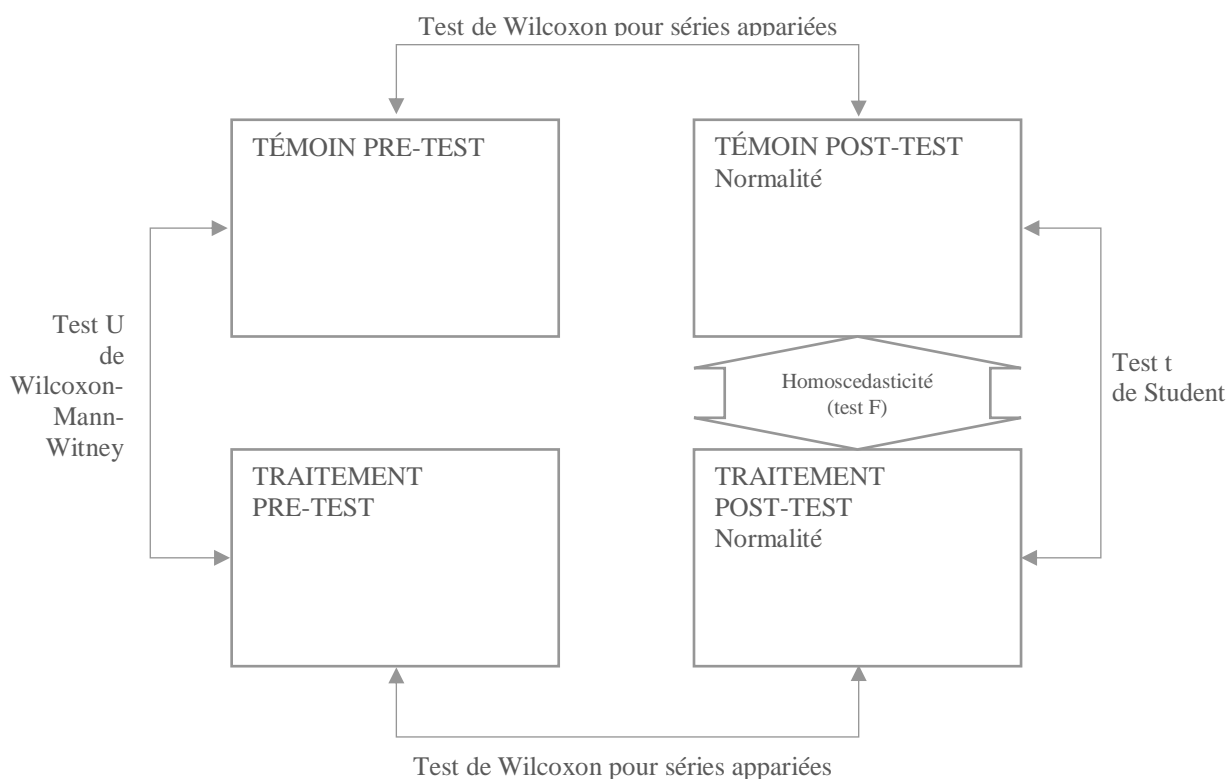 Test de Wilcoxon pour séries appariées
TÉMOIN PRE-TEST
TÉMOIN POST-TEST
Normalité
Test U
de
Wilcoxon-
Mann-
Witney
Homoscedasticité
(test F)
Test t
de Student
TRAITEMENT
PRE-TEST
TRAITEMENT
POST-TEST
Normalité
Test de Wilcoxon pour séries appariées